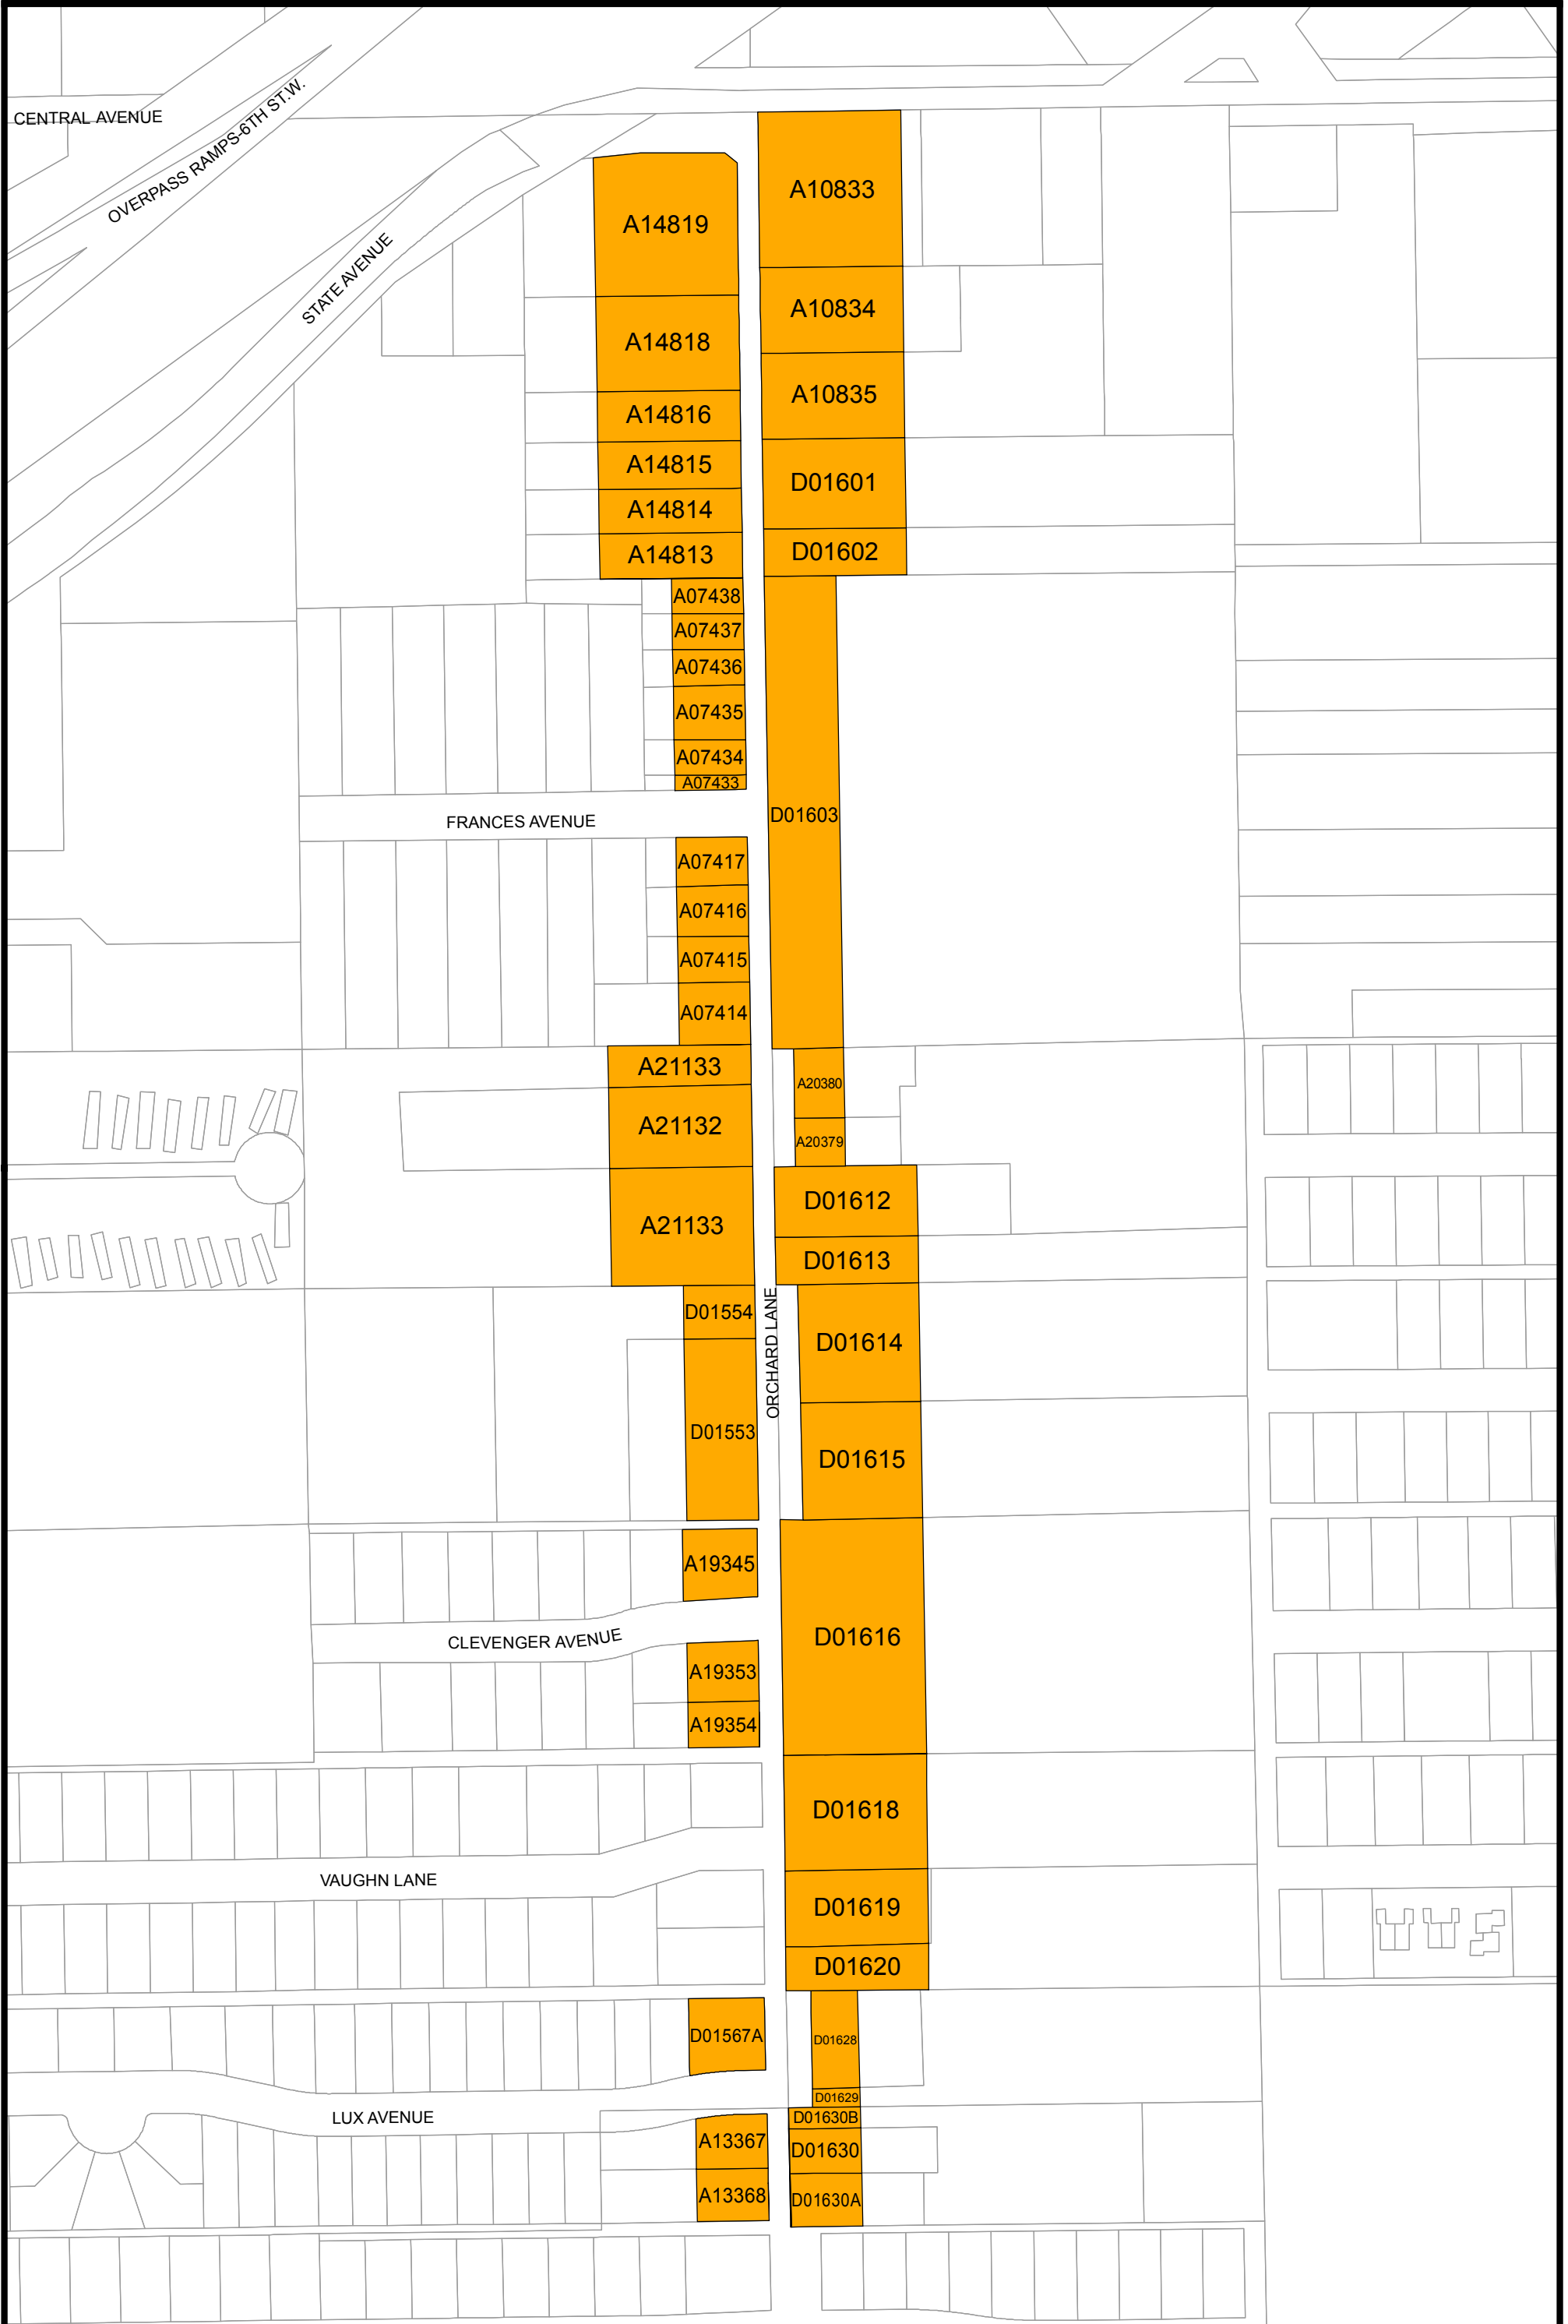 CENTRAL AVENUE
OVERPASS RAMPS-6TH ST.W.
STATE AVENUE
A14819
A10833
A14818
A10834
A14816
A10835
A14815
D01601
A14814
A14813
D01602
A07438
A07437
A07436
A07435
A07434
A07433
D01603
FRANCES AVENUE
A07417
A07416
A07415
A07414
A21133
A20380
A21132
A20379
A21133
D01612
D01613
D01554
ORCHARD LANE
D01614
D01553
D01615
A19345
CLEVENGER AVENUE
D01616
A19353
A19354
D01618
VAUGHN LANE
D01619
D01620
D01567A
D01628
D01629
LUX AVENUE
D01630B
A13367
D01630
A13368
D01630A